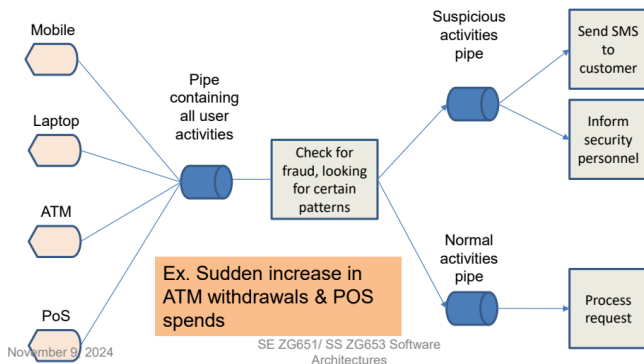 Mobile
Laptop
ATM
PoS
Pipe
containing
all user
activities
Check for
fraud, looking
for certain
patterns
Suspicious
activities
pipe
Send SMS
to
customer
Inform
security
personnel
Normal
activities
pipe
Process
request
Ex. Sudden increase in
ATM withdrawals & POS
spends
November 9, 2024
SE ZG651/ SS ZG653 Software
Architectures